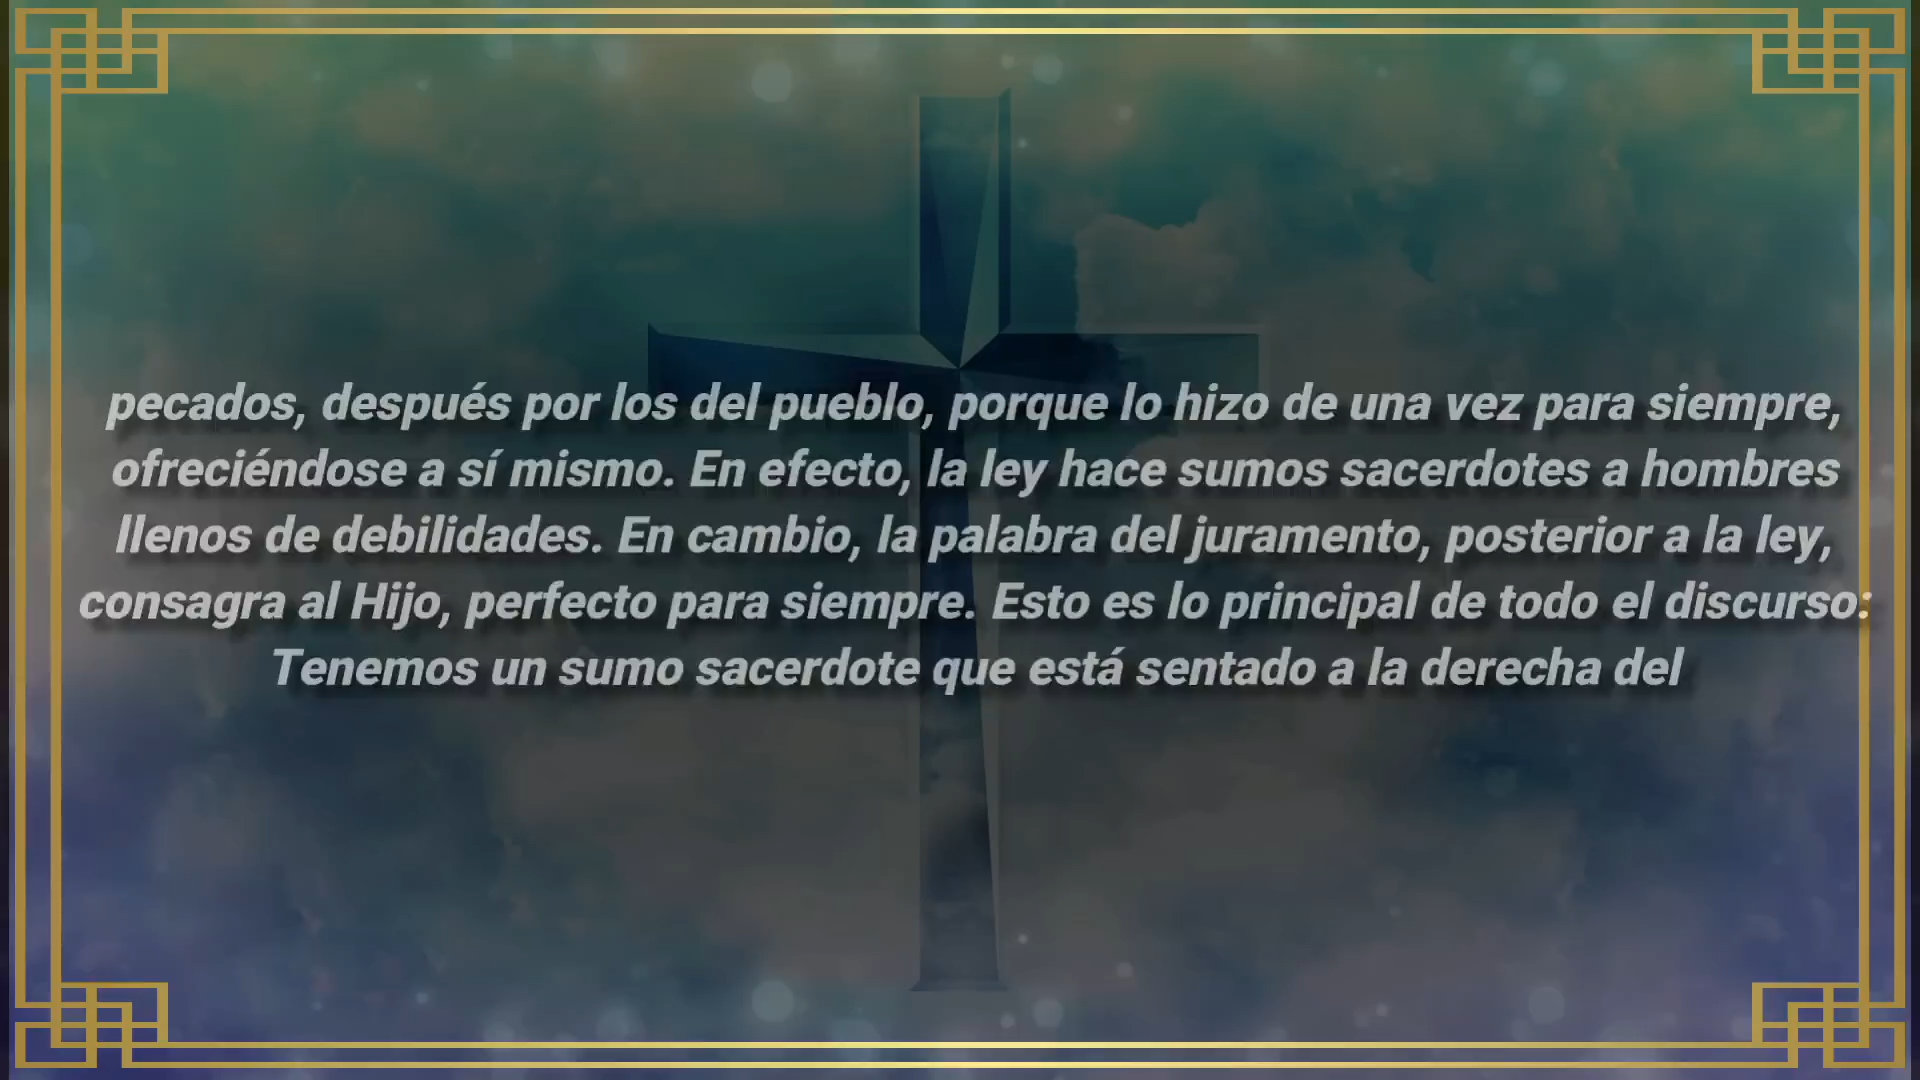 pecados, después por los del pueblo, porque lo hizo de una vez para siempre,
ofreciéndose a sí mismo. En efecto, la ley hace sumos sacerdotes a hombres
llenos de debilidades. En cambio, la palabra del juramento, posterior a la ley,
consagra al Hijo, perfecto para siempre. Esto es lo principal de todo el discurso:
Tenemos un sumo sacerdote que está sentado a la derecha del